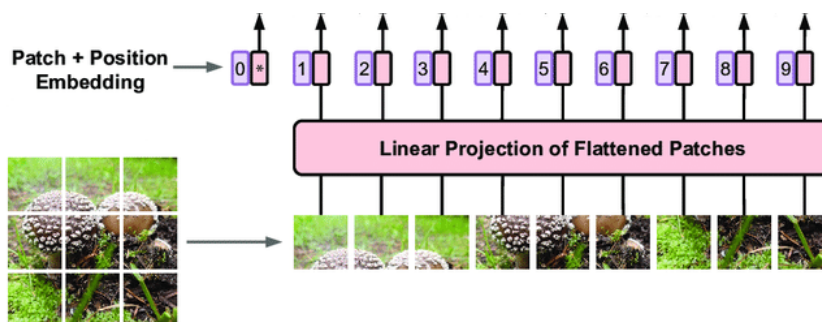 Patch + Position
Embedding
0 * 1 2 3 4 5 6 7 8 9
Linear Projection of Flattened Patches